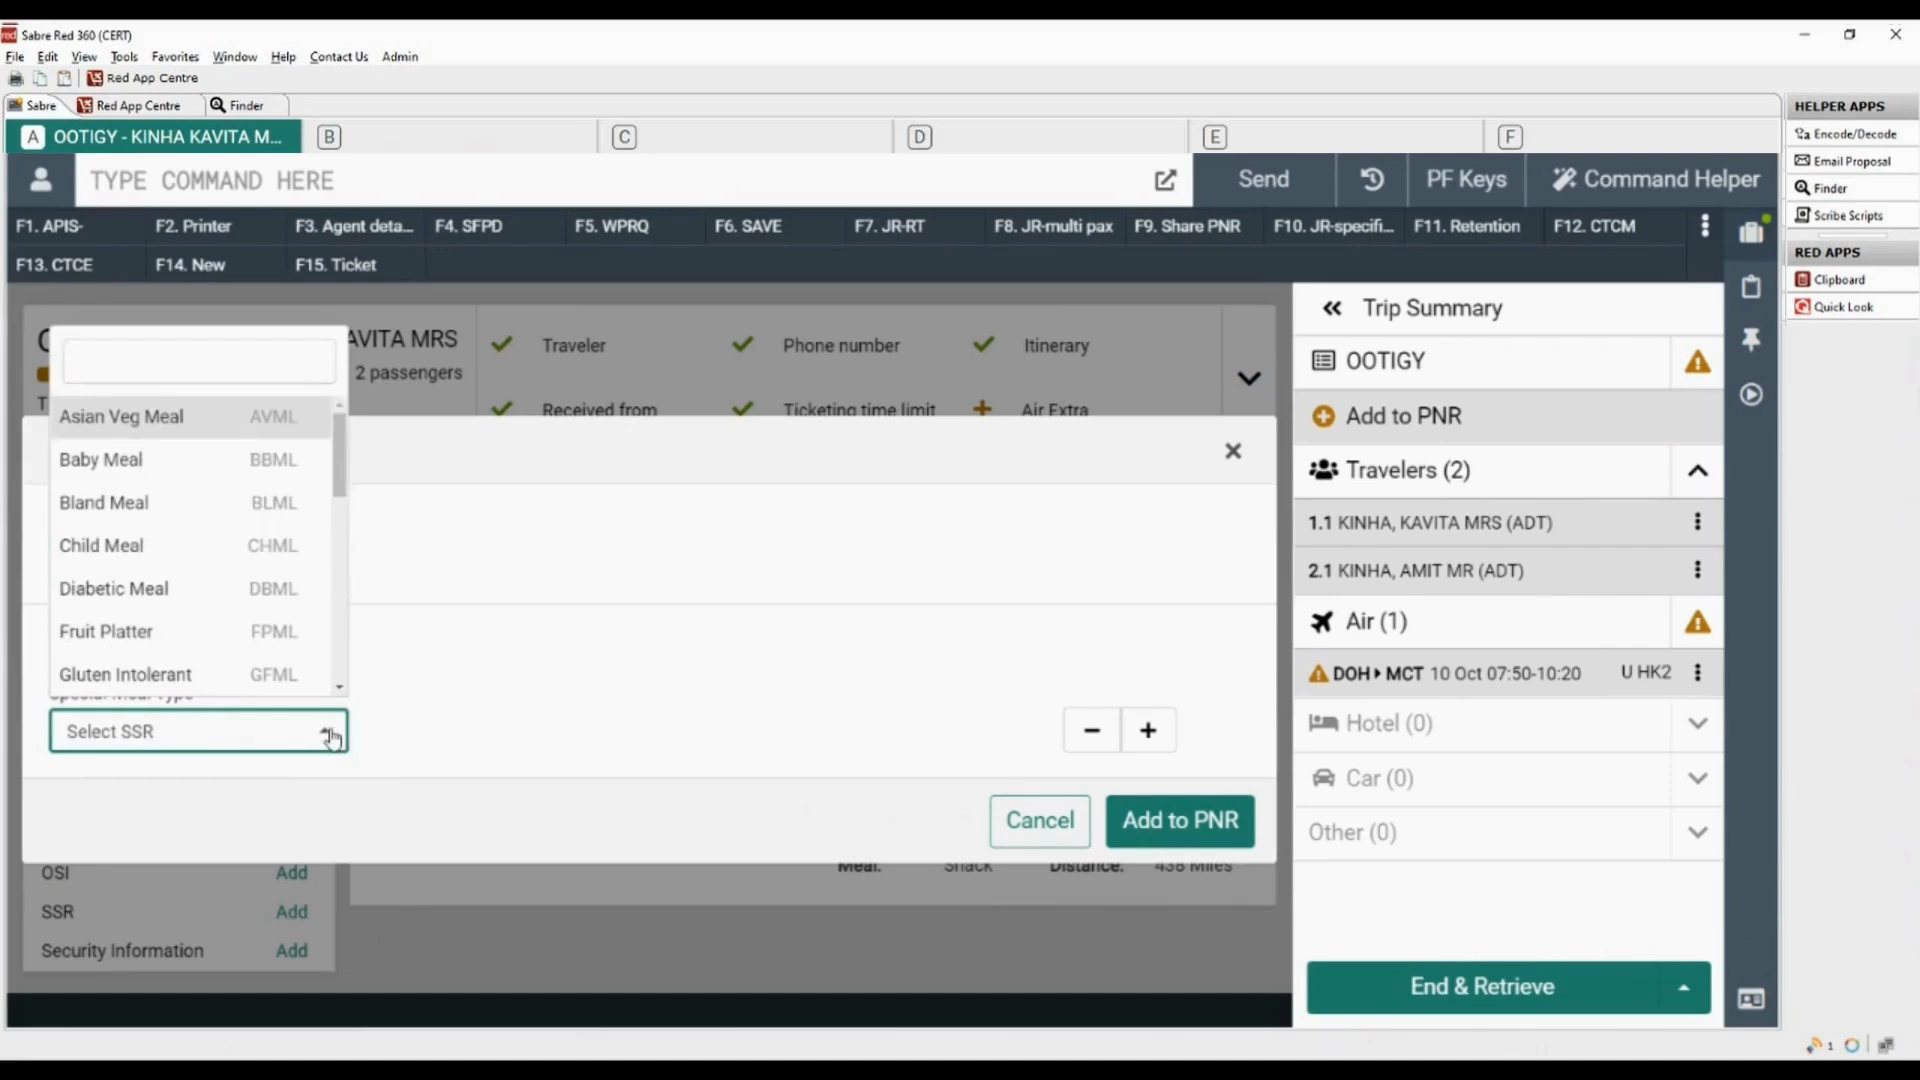 Sabre Red 360 (CERT)
File Edit View Tools Favorites Window Help Contact Us Admin
Red App Centre
Sabre Red App Centre Finder
A OOTIGY - KINHA KAVITA M... B C D E F
TYPE COMMAND HERE Send PF Keys Command Helper
F1. APIS- F2. Printer F3. Agent deta... F4. SFPD F5. WPRQ F6. SAVE F7. JR-RT F8. JR-multi pax F9. Share PNR F10. JR-specifi... F11. Retention F12. CTCM
F13. CTCE F14. New F15. Ticket
AVITA MRS
2 passengers
Traveler Phone number Itinerary
Received from Ticketing time limit Air Extra
Asian Veg Meal AVML
Baby Meal BBML
Bland Meal BLML
Child Meal CHML
Diabetic Meal DBML
Fruit Platter FPML
Gluten Intolerant GFML
Special Meal Type
Select SSR
Cancel Add to PNR
Meal: Snack Distance: 438 Miles
OSI Add
SSR Add
Security Information Add
Trip Summary
OOTIGY
Add to PNR
Travelers (2)
1.1 KINHA, KAVITA MRS (ADT)
2.1 KINHA, AMIT MR (ADT)
Air (1)
DOH MCT 10 Oct 07:50-10:20 U HK2
Hotel (0)
Car (0)
Other (0)
End & Retrieve
HELPER APPS
Encode/Decode
Email Proposal
Finder
Scribe Scripts
RED APPS
Clipboard
Quick Look
1